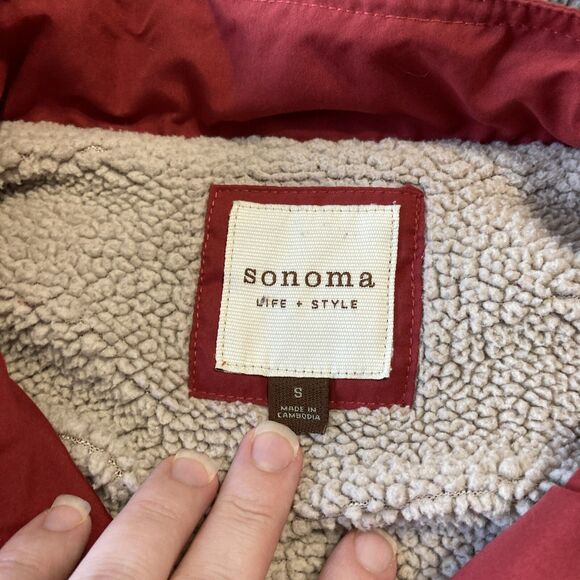 sonoma
LIFE + STYLE
S
MADE IN
CAMBODIA